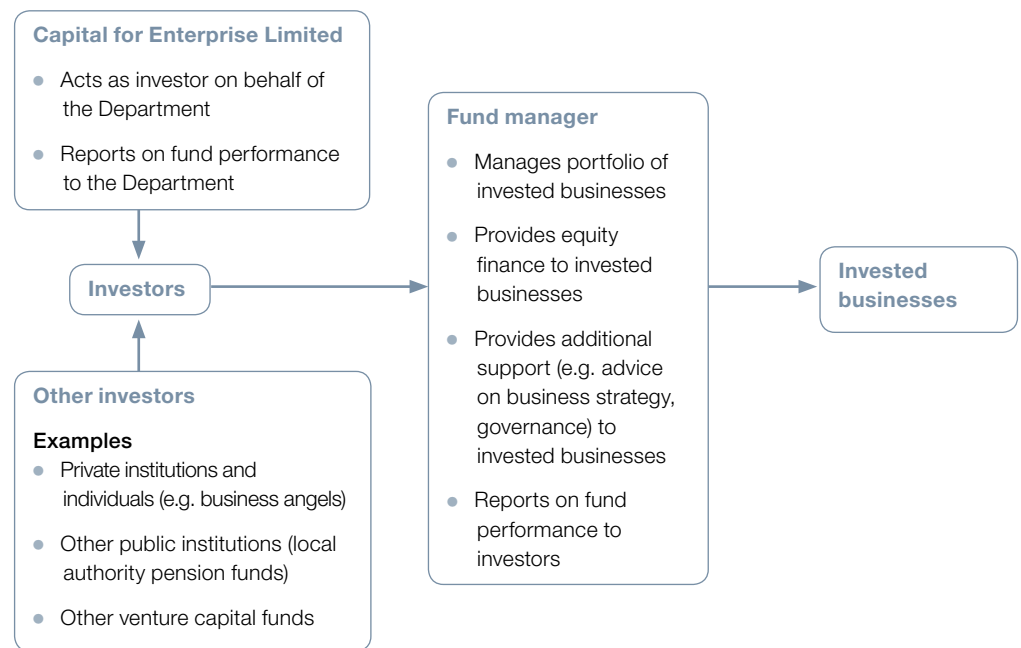 Capital for Enterprise Limited
● Acts as investor on behalf of
the Department
● Reports on fund performance
to the Department
Investors
Other investors
Examples
● Private institutions and
individuals (e.g. business angels)
● Other public institutions (local
authority pension funds)
● Other venture capital funds
Fund manager
● Manages portfolio of
invested businesses
● Provides equity
finance to invested
businesses
● Provides additional
support (e.g. advice
on business strategy,
governance) to
invested businesses
● Reports on fund
performance to
investors
Invested
businesses